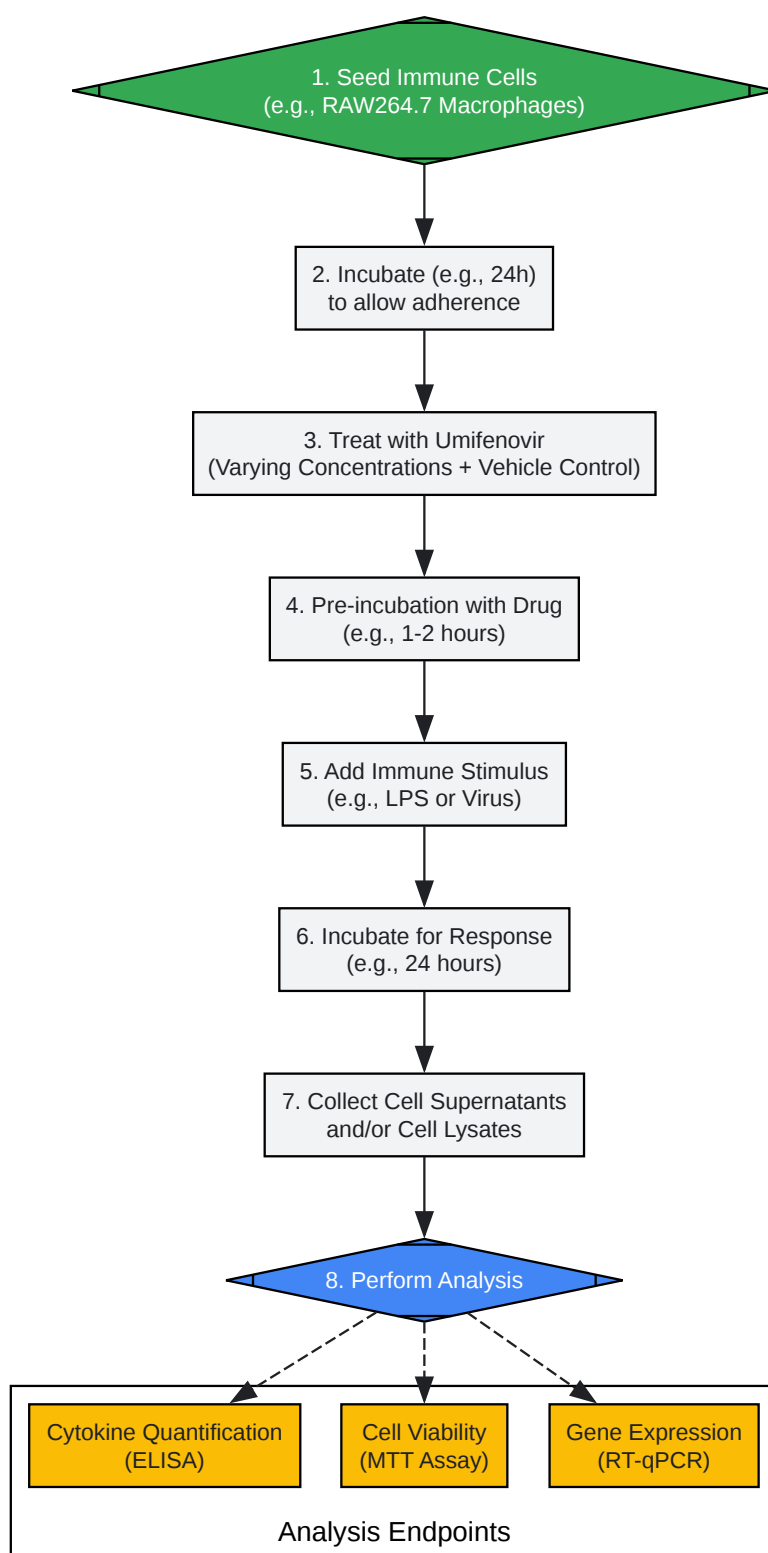 1. Seed Immune Cells
(e.g., RAW264.7 Macrophages)
2. Incubate (e.g., 24h)
to allow adherence
3. Treat with Umifenovir
(Varying Concentrations + Vehicle Control)
4. Pre-incubation with Drug
(e.g., 1-2 hours)
5. Add Immune Stimulus
(e.g., LPS or Virus)
6. Incubate for Response
(e.g., 24 hours)
7. Collect Cell Supernatants
and/or Cell Lysates
8. Perform Analysis
Cytokine Quantification
(ELISA)
Cell Viability
(MTT Assay)
Gene Expression
(RT-qPCR)
Analysis Endpoints